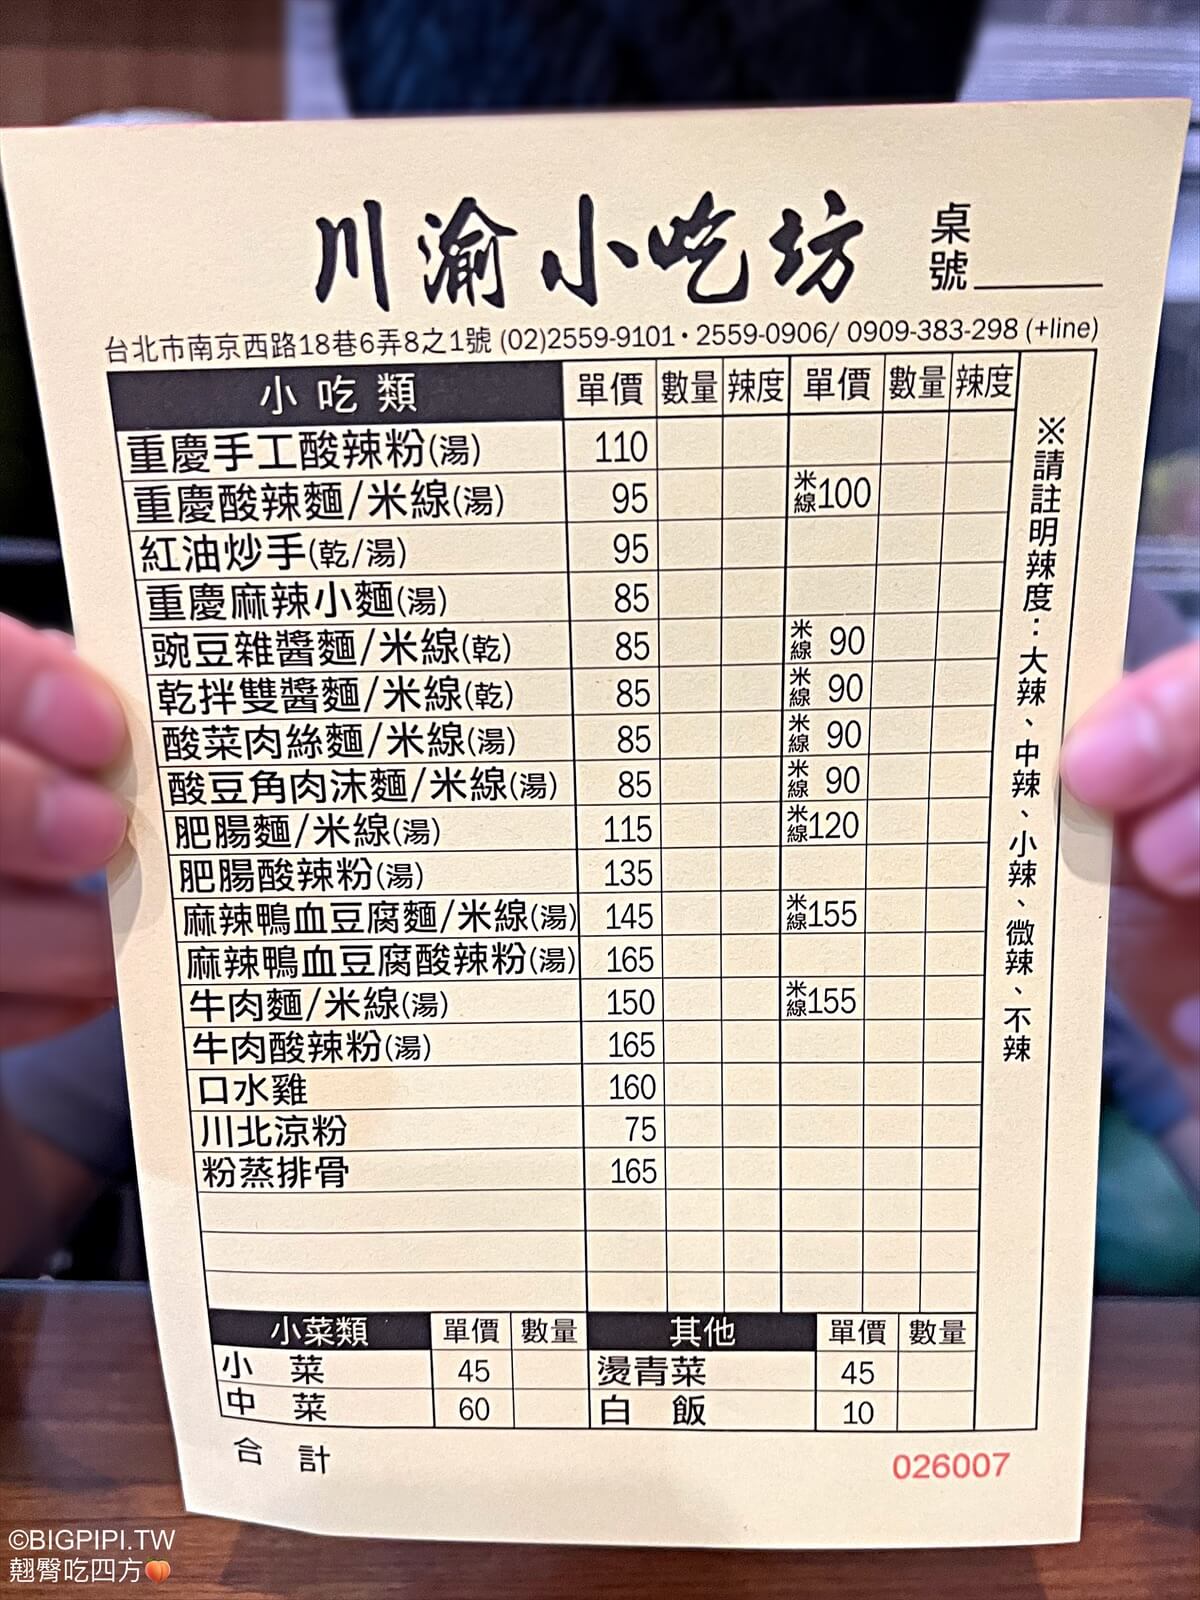 川渝小吃坊
桌號
台北市南京西路18巷6弄8之1號 (02)2559-9101・2559-0906/ 0909-383-298 (+line)
小吃類 單價 數量 辣度 單價 數量 辣度
重慶手工酸辣粉(湯) 110
重慶酸辣麵/米線(湯) 95 米線100
紅油炒手(乾/湯) 95
重慶麻辣小麵(湯) 85
豌豆雜醬麵/米線(乾) 85 米線 90
乾拌雙醬麵/米線(乾) 85 米線 90
酸菜肉絲麵/米線(湯) 85 米線 90
酸豆角肉沫麵/米線(湯) 85 米線 90
肥腸麵/米線(湯) 115 米線120
肥腸酸辣粉(湯) 135
麻辣鴨血豆腐麵/米線(湯) 145 米線155
麻辣鴨血豆腐酸辣粉(湯) 165
牛肉麵/米線(湯) 150 米線155
牛肉酸辣粉(湯) 165
口水雞 160
川北涼粉 75
粉蒸排骨 165
※請註明辣度：大辣、中辣、小辣、微辣、不辣
小菜類 單價 數量 其他 單價 數量
小 菜 45 燙青菜 45
中 菜 60 白 飯 10
合 計
026007
©BIGPIPI.TW
翹臀吃四方🍑